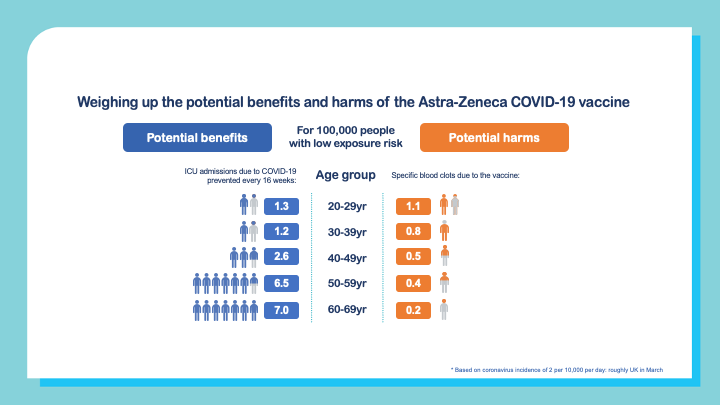 Weighing up the potential benefits and harms of the Astra-Zeneca COVID-19 vaccine
Potential benefits
For 100,000 people
with low exposure risk
Potential harms
ICU admissions due to COVID-19
prevented every 16 weeks:
Age group
Specific blood clots due to the vaccine:
1.3 20-29yr 1.1
1.2 30-39yr 0.8
2.6 40-49yr 0.5
6.5 50-59yr 0.4
7.0 60-69yr 0.2
* Based on coronavirus incidence of 2 per 10,000 per day: roughly UK in March